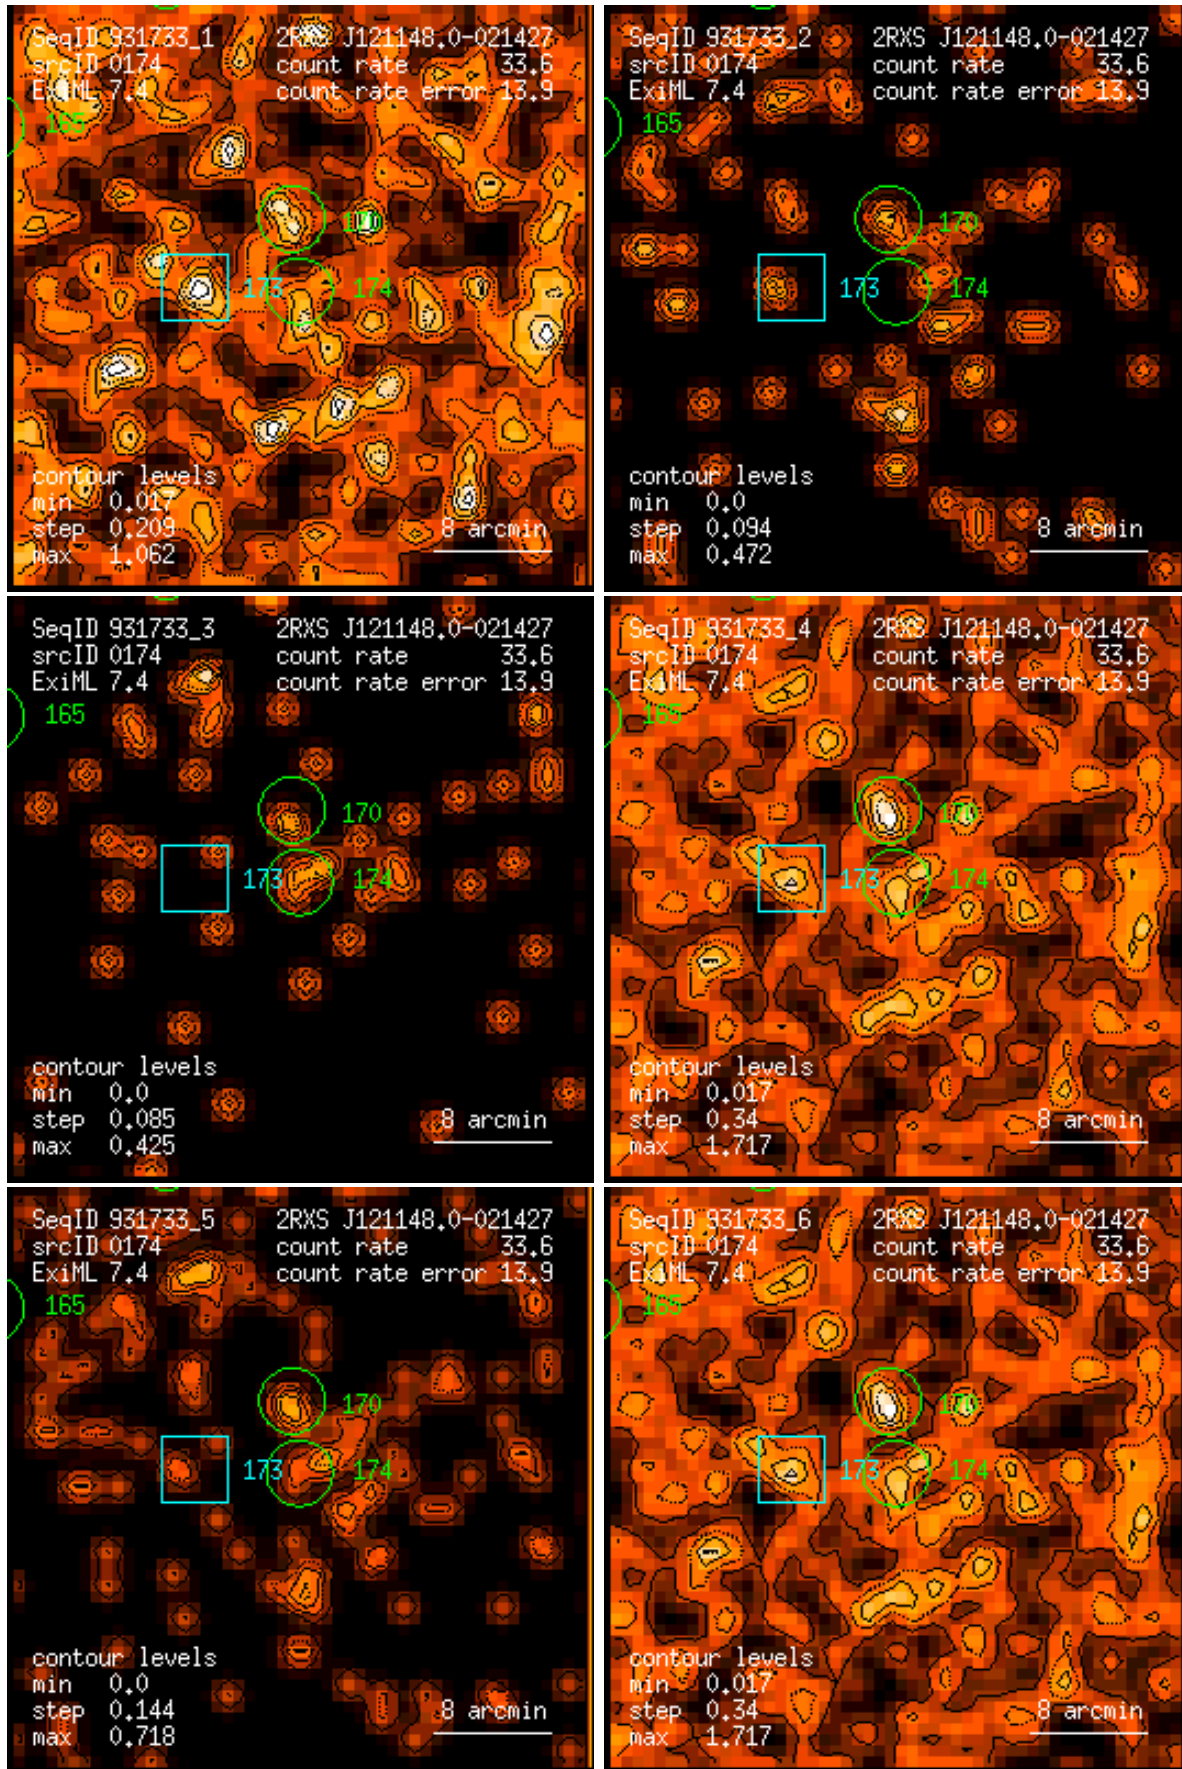 SeqID 931733_1 2RXS J121148.0-021427
srcID 0174 count rate 33.6
ExiML 7.4 count rate error 13.9
165
170
173 174
contour levels
min 0.017
step 0.209
max 1.062
8 arcmin
SeqID 931733_2 2RXS J121148.0-021427
srcID 0174 count rate 33.6
ExiML 7.4 count rate error 13.9
165
170
173 174
contour levels
min 0.0
step 0.094
max 0.472
8 arcmin
SeqID 931733_3 2RXS J121148.0-021427
srcID 0174 count rate 33.6
ExiML 7.4 count rate error 13.9
165
170
173 174
contour levels
min 0.0
step 0.085
max 0.425
8 arcmin
SeqID 931733_4 2RXS J121148.0-021427
srcID 0174 count rate 33.6
ExiML 7.4 count rate error 13.9
165
170
173 174
contour levels
min 0.017
step 0.34
max 1.717
8 arcmin
SeqID 931733_5 2RXS J121148.0-021427
srcID 0174 count rate 33.6
ExiML 7.4 count rate error 13.9
165
170
173 174
contour levels
min 0.0
step 0.144
max 0.718
8 arcmin
SeqID 931733_6 2RXS J121148.0-021427
srcID 0174 count rate 33.6
ExiML 7.4 count rate error 13.9
165
170
173 174
contour levels
min 0.017
step 0.34
max 1.717
8 arcmin